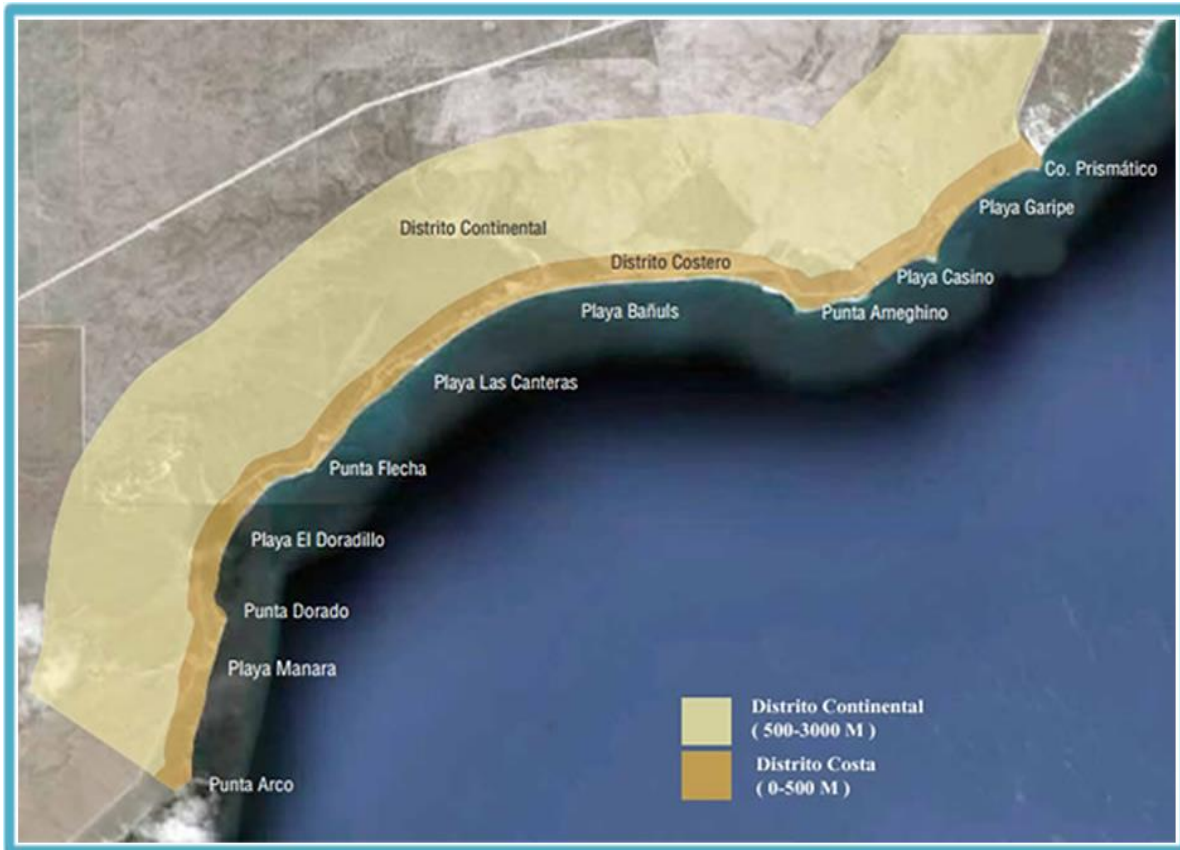 Co. Prismático
Playa Garipe
Distrito Continental
Distrito Costero
Playa Casino
Playa Bañuls
Punta Ameghino
Playa Las Canteras
Punta Flecha
Playa El Doradillo
Punta Dorado
Playa Manara
Distrito Continental
( 500-3000 M )
Distrito Costa
( 0-500 M )
Punta Arco